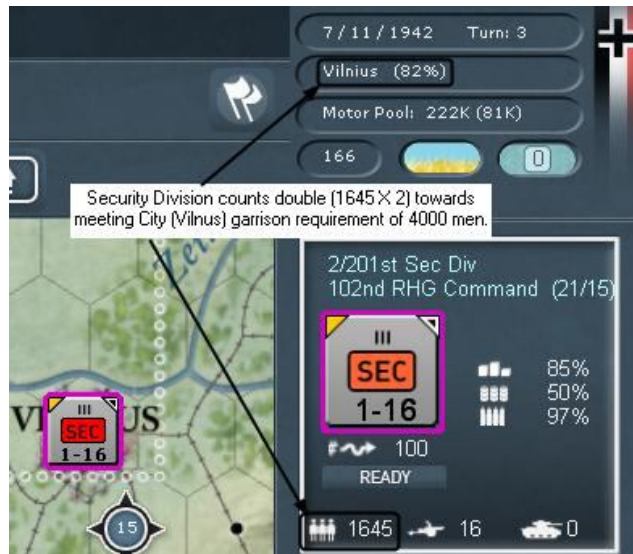 7/11/1942 Turn: 3
Vilnius (82%)
Motor Pool: 222K (81K)
166 0
Security Division counts double (1645 X 2) towards
meeting City (Vilnus) garrison requirement of 4000 men.
2/201st Sec Div
102nd RHG Command (21/15)
III
SEC
1-16
85%
50%
97%
100
READY
1645 16 0
III
SEC
1-16
15